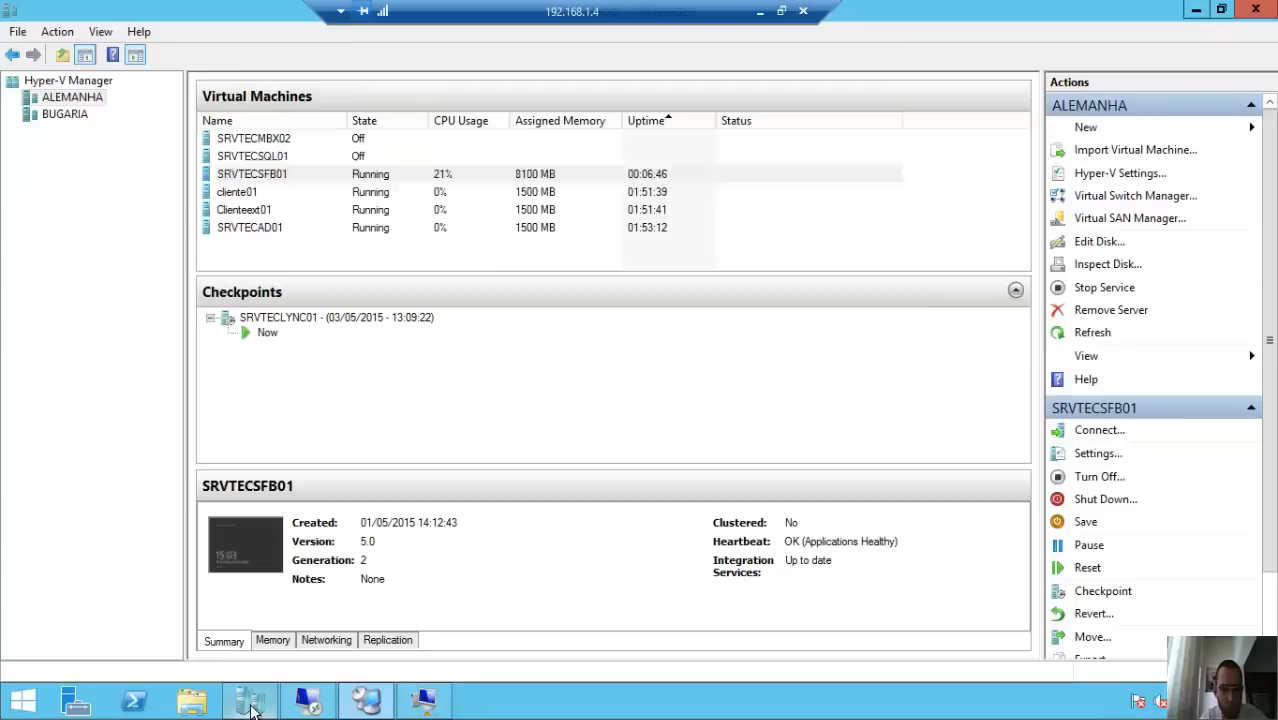 192.168.1.4
File Action View Help
Hyper-V Manager
ALEMANHA
BUGARIA
Virtual Machines
Name State CPU Usage Assigned Memory Uptime Status
SRVTECMBX02 Off
SRVTECSQL01 Off
SRVTECSFB01 Running 21% 8100 MB 00:06:46
cliente01 Running 0% 1500 MB 01:51:39
Clienteext01 Running 0% 1500 MB 01:51:41
SRVTECAD01 Running 0% 1500 MB 01:53:12
Checkpoints
SRVTECLYNC01 - (03/05/2015 - 13:09:22)
Now
SRVTECSFB01
15:03
Created: 01/05/2015 14:12:43
Version: 5.0
Generation: 2
Notes: None
Clustered: No
Heartbeat: OK (Applications Healthy)
Integration Services: Up to date
Summary Memory Networking Replication
Actions
ALEMANHA
New
Import Virtual Machine...
Hyper-V Settings...
Virtual Switch Manager...
Virtual SAN Manager...
Edit Disk...
Inspect Disk...
Stop Service
Remove Server
Refresh
View
Help
SRVTECSFB01
Connect...
Settings...
Turn Off...
Shut Down...
Save
Pause
Reset
Checkpoint
Revert...
Move...